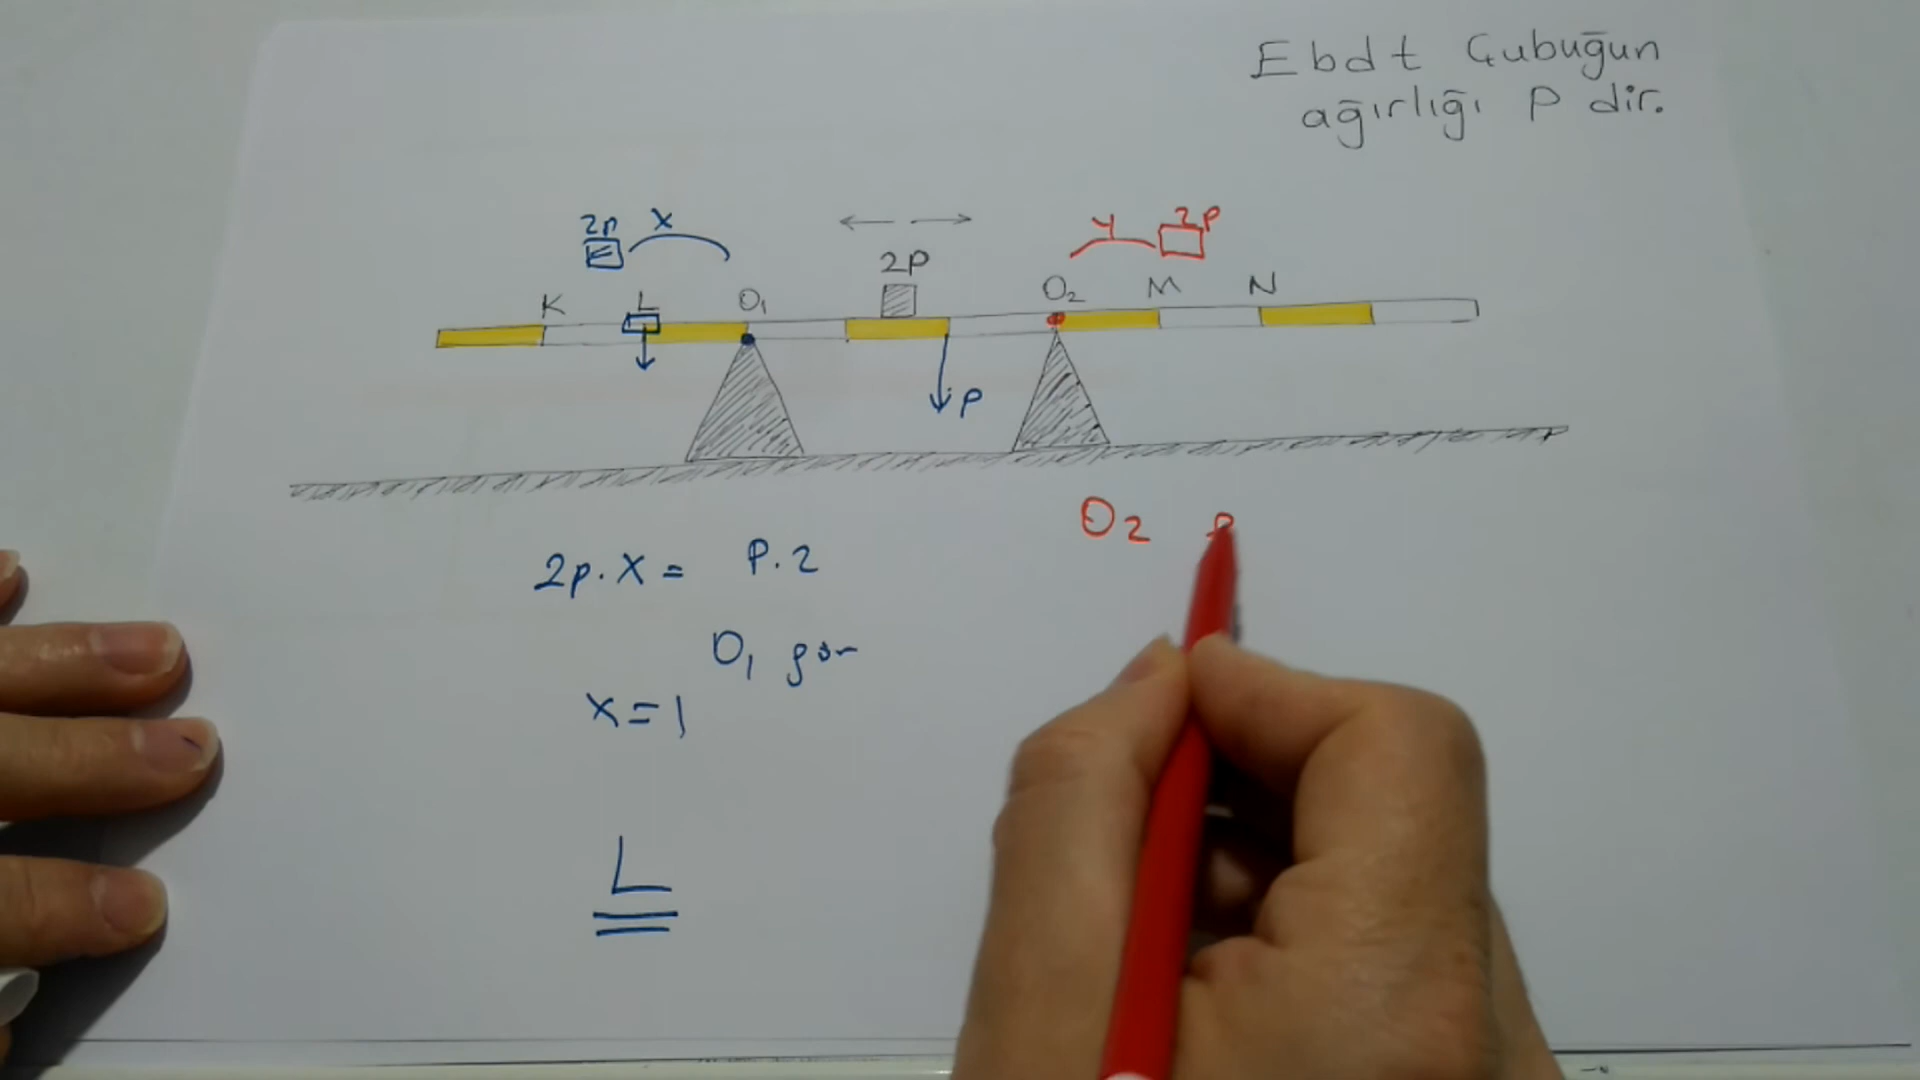 Ebdt Çubuğun
ağırlığı P dir.
2P X
Y 2P
2P
K L O₁ O₂ M N
P
O₂ P
2p.X = P.2
O₁ gör
X=1
L